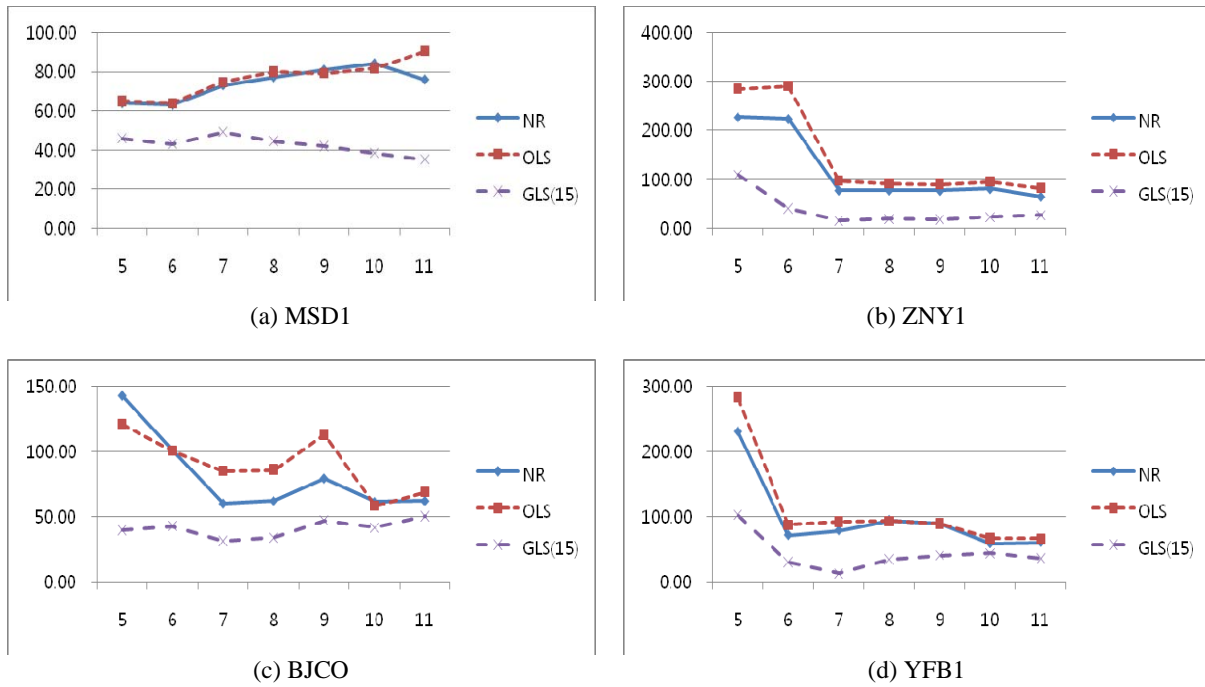 100.00
80.00
60.00
40.00
20.00
0.00
5 6 7 8 9 10 11
NR
OLS
GLS(15)
(a) MSD1
400.00
300.00
200.00
100.00
0.00
5 6 7 8 9 10 11
NR
OLS
GLS(15)
(b) ZNY1
150.00
100.00
50.00
0.00
5 6 7 8 9 10 11
NR
OLS
GLS(15)
(c) BJCO
300.00
200.00
100.00
0.00
5 6 7 8 9 10 11
NR
OLS
GLS(15)
(d) YFB1